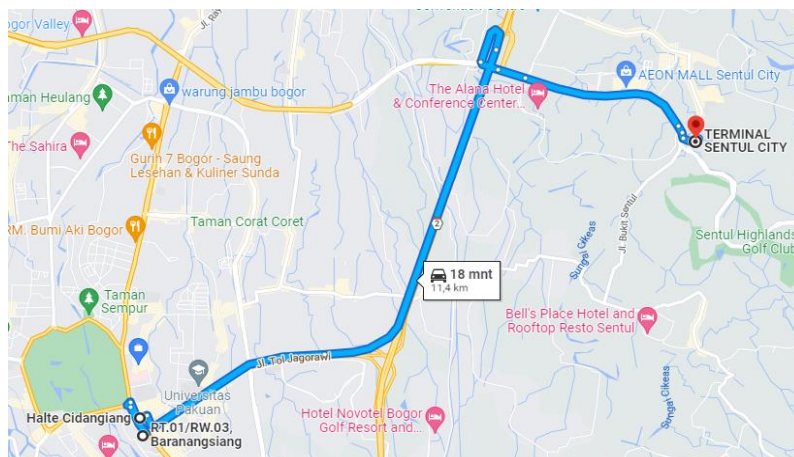 ogor Valley
Jl. Ray
AEON MALL Sentul City
warung jambu bogor
The Alana Hotel
& Conference Center...
aman Heulang
TERMINAL
SENTUL CITY
The Sahira
Gurih 7 Bogor - Saung
Lesehan & Kuliner Sunda
Taman Corat Coret
2
RM. Bumi Aki Bogor
Jl. Bukit Sentul
Sungai Cikeas
Sentul Highlands
Golf Club
18 mnt
11,4 km
Taman
Sempur
Bell's Place Hotel and
Rooftop Resto Sentul
Jl. Tol Jagorawi
Universitas
Pakuan
Halte Cidangiang
RT.01/RW.03,
Baranangsiang
Hotel Novotel Bogor
Golf Resort and...
Sungai Cikeas